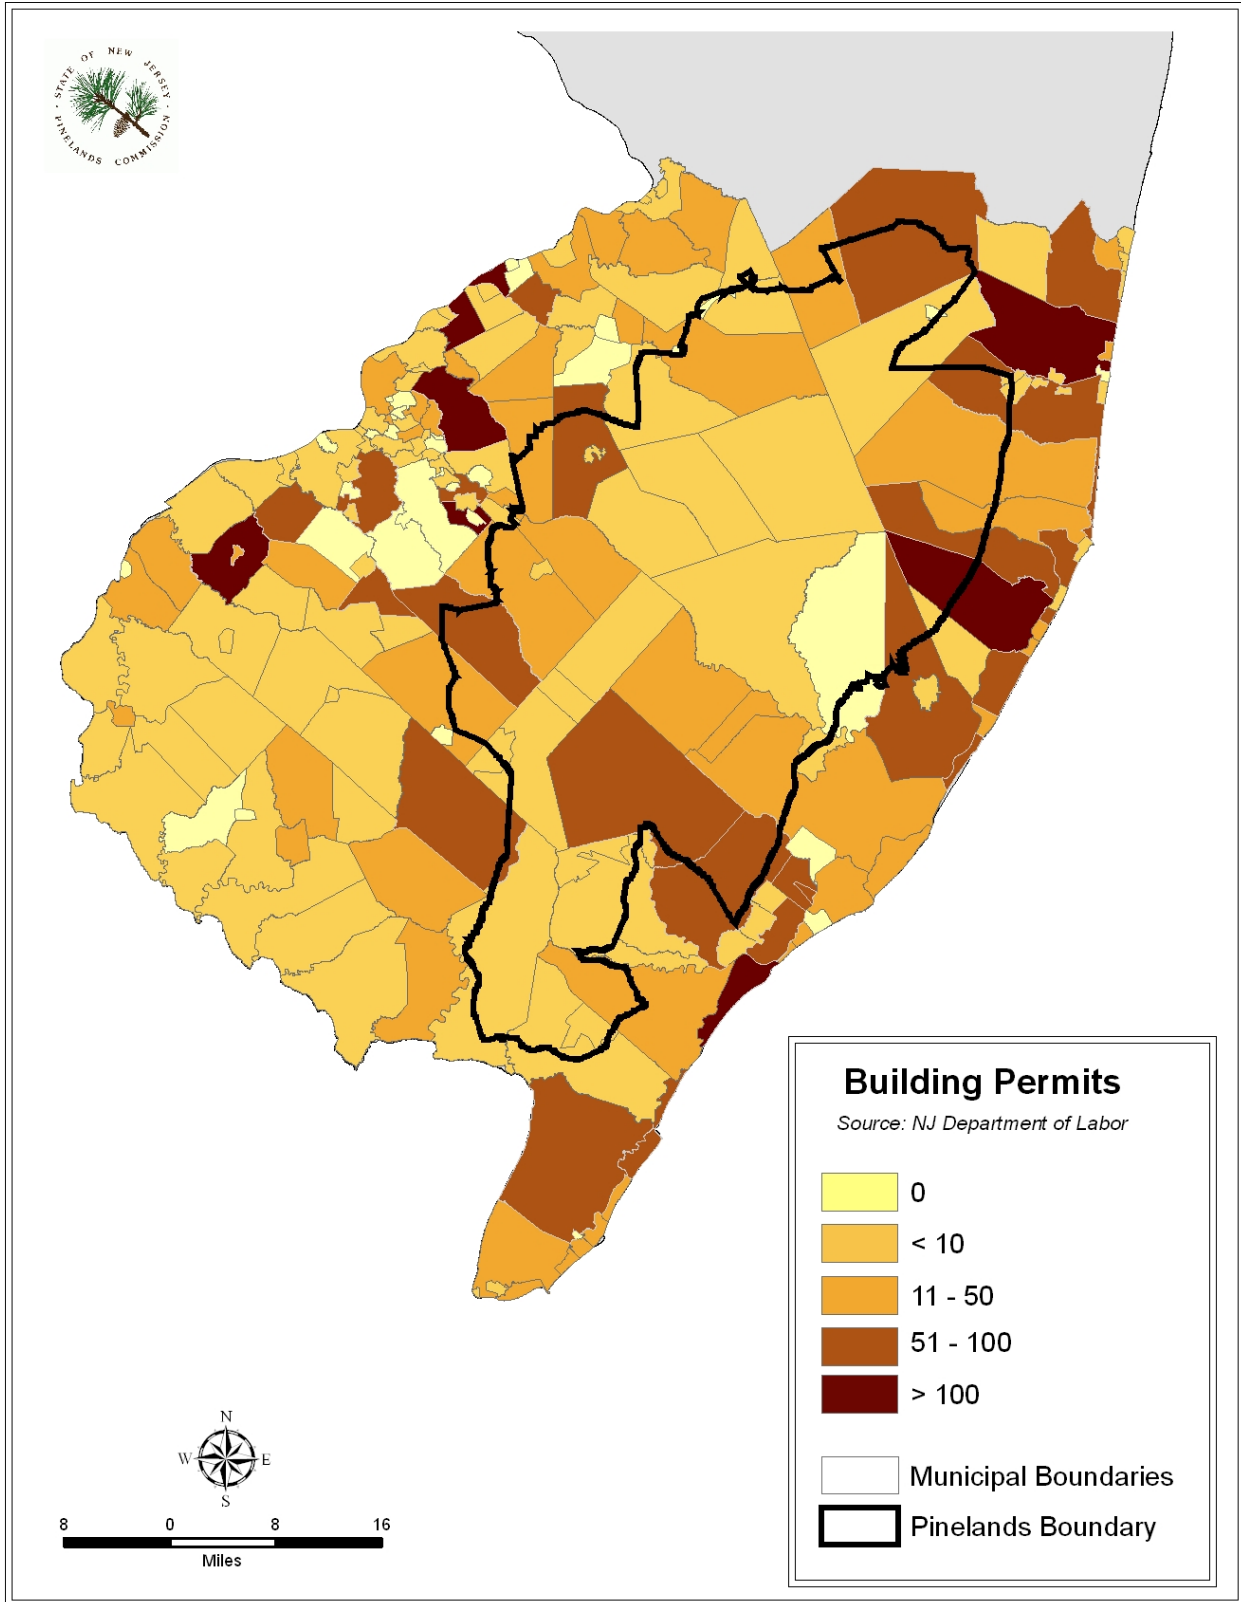 STATE OF NEW JERSEY
PINELANDS COMMISSION
Building Permits
Source: NJ Department of Labor
0
< 10
11 - 50
51 - 100
> 100
Municipal Boundaries
Pinelands Boundary
N
W E
S
8 0 8 16
Miles